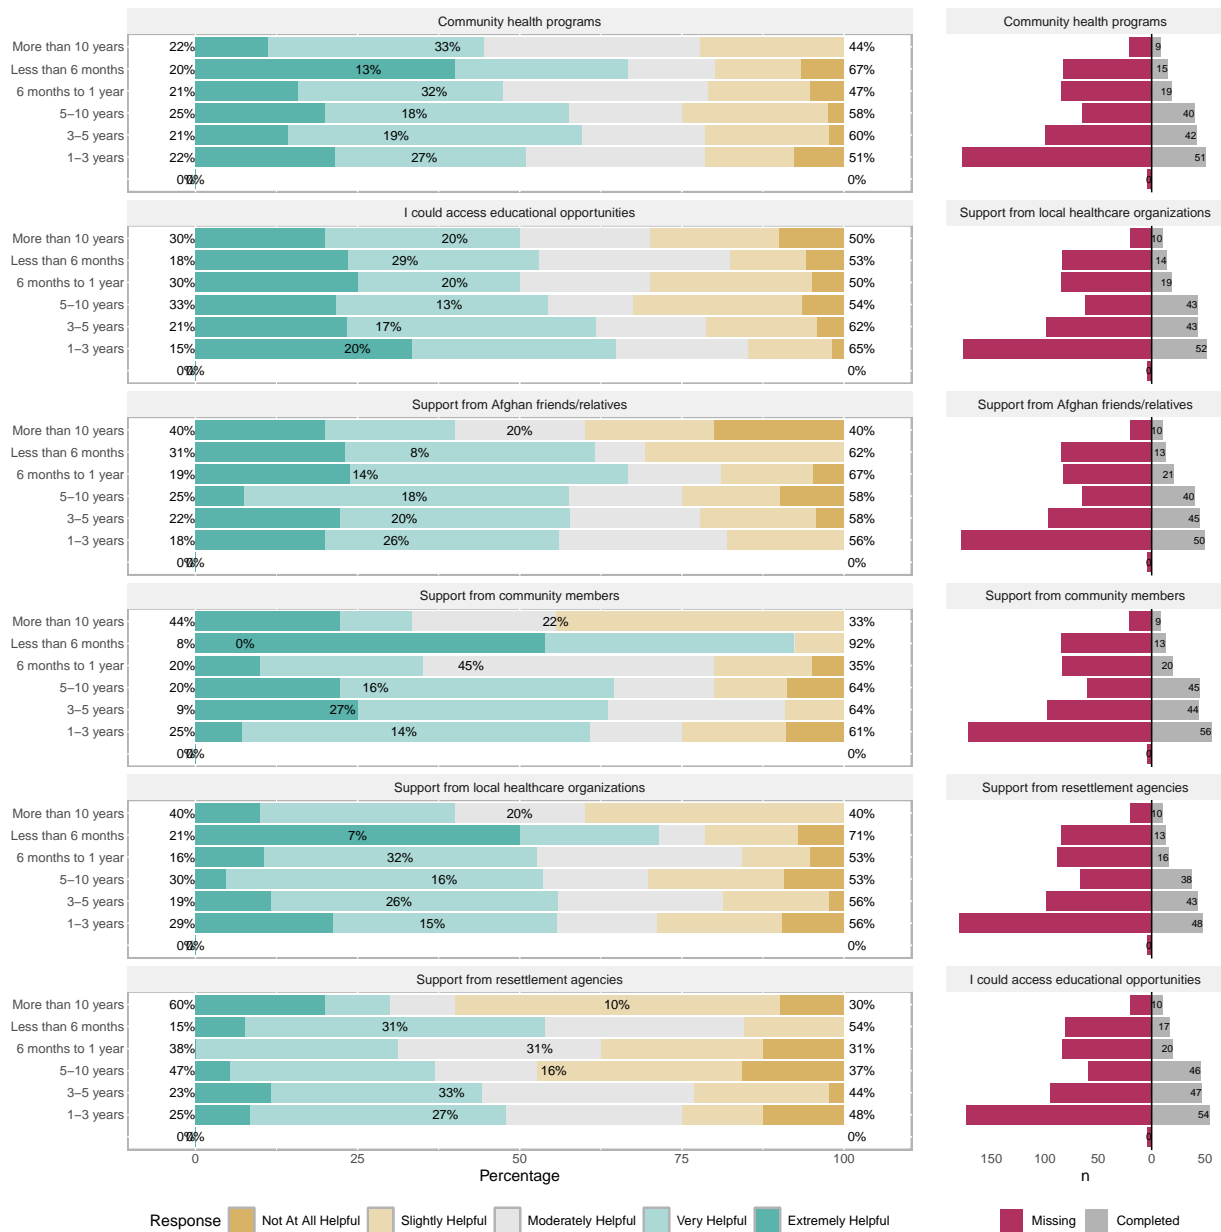 Community health programs Community health programs
More than 10 years 22% 33% 44% 9
Less than 6 months 20% 13% 67% 15
6 months to 1 year 21% 32% 47% 19
5–10 years 25% 18% 58% 40
3–5 years 21% 19% 60% 42
1–3 years 22% 27% 51% 51
0% 0% 0% 0
I could access educational opportunities Support from local healthcare organizations
More than 10 years 30% 20% 50% 10
Less than 6 months 18% 29% 53% 14
6 months to 1 year 30% 20% 50% 19
5–10 years 33% 13% 54% 43
3–5 years 21% 17% 62% 43
1–3 years 15% 20% 65% 52
0% 0% 0% 0
Support from Afghan friends/relatives Support from Afghan friends/relatives
More than 10 years 40% 20% 40% 10
Less than 6 months 31% 8% 62% 13
6 months to 1 year 19% 14% 67% 21
5–10 years 25% 18% 58% 40
3–5 years 22% 20% 58% 45
1–3 years 18% 26% 56% 50
0% 0% 0% 0
Support from community members Support from community members
More than 10 years 44% 22% 33% 9
Less than 6 months 8% 0% 92% 13
6 months to 1 year 20% 45% 35% 20
5–10 years 20% 16% 64% 45
3–5 years 9% 27% 64% 44
1–3 years 25% 14% 61% 56
0% 0% 0% 0
Support from local healthcare organizations Support from resettlement agencies
More than 10 years 40% 20% 40% 10
Less than 6 months 21% 7% 71% 13
6 months to 1 year 16% 32% 53% 16
5–10 years 30% 16% 53% 38
3–5 years 19% 26% 56% 43
1–3 years 29% 15% 56% 48
0% 0% 0% 0
Support from resettlement agencies I could access educational opportunities
More than 10 years 60% 10% 30% 10
Less than 6 months 15% 31% 54% 17
6 months to 1 year 38% 31% 31% 20
5–10 years 47% 16% 37% 46
3–5 years 23% 33% 44% 47
1–3 years 25% 27% 48% 54
0% 0% 0% 0
0 25 50 75 100 150 100 50 0 50
Percentage n
Response Not At All Helpful Slightly Helpful Moderately Helpful Very Helpful Extremely Helpful Missing Completed